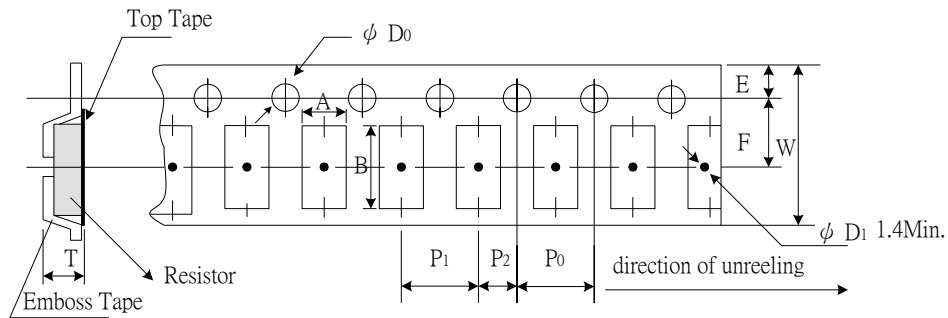 Top Tape
ϕ D0
A
E
F
W
B
T
Resistor
Emboss Tape
P1
P2
P0
ϕ D1 1.4Min.
direction of unreeling